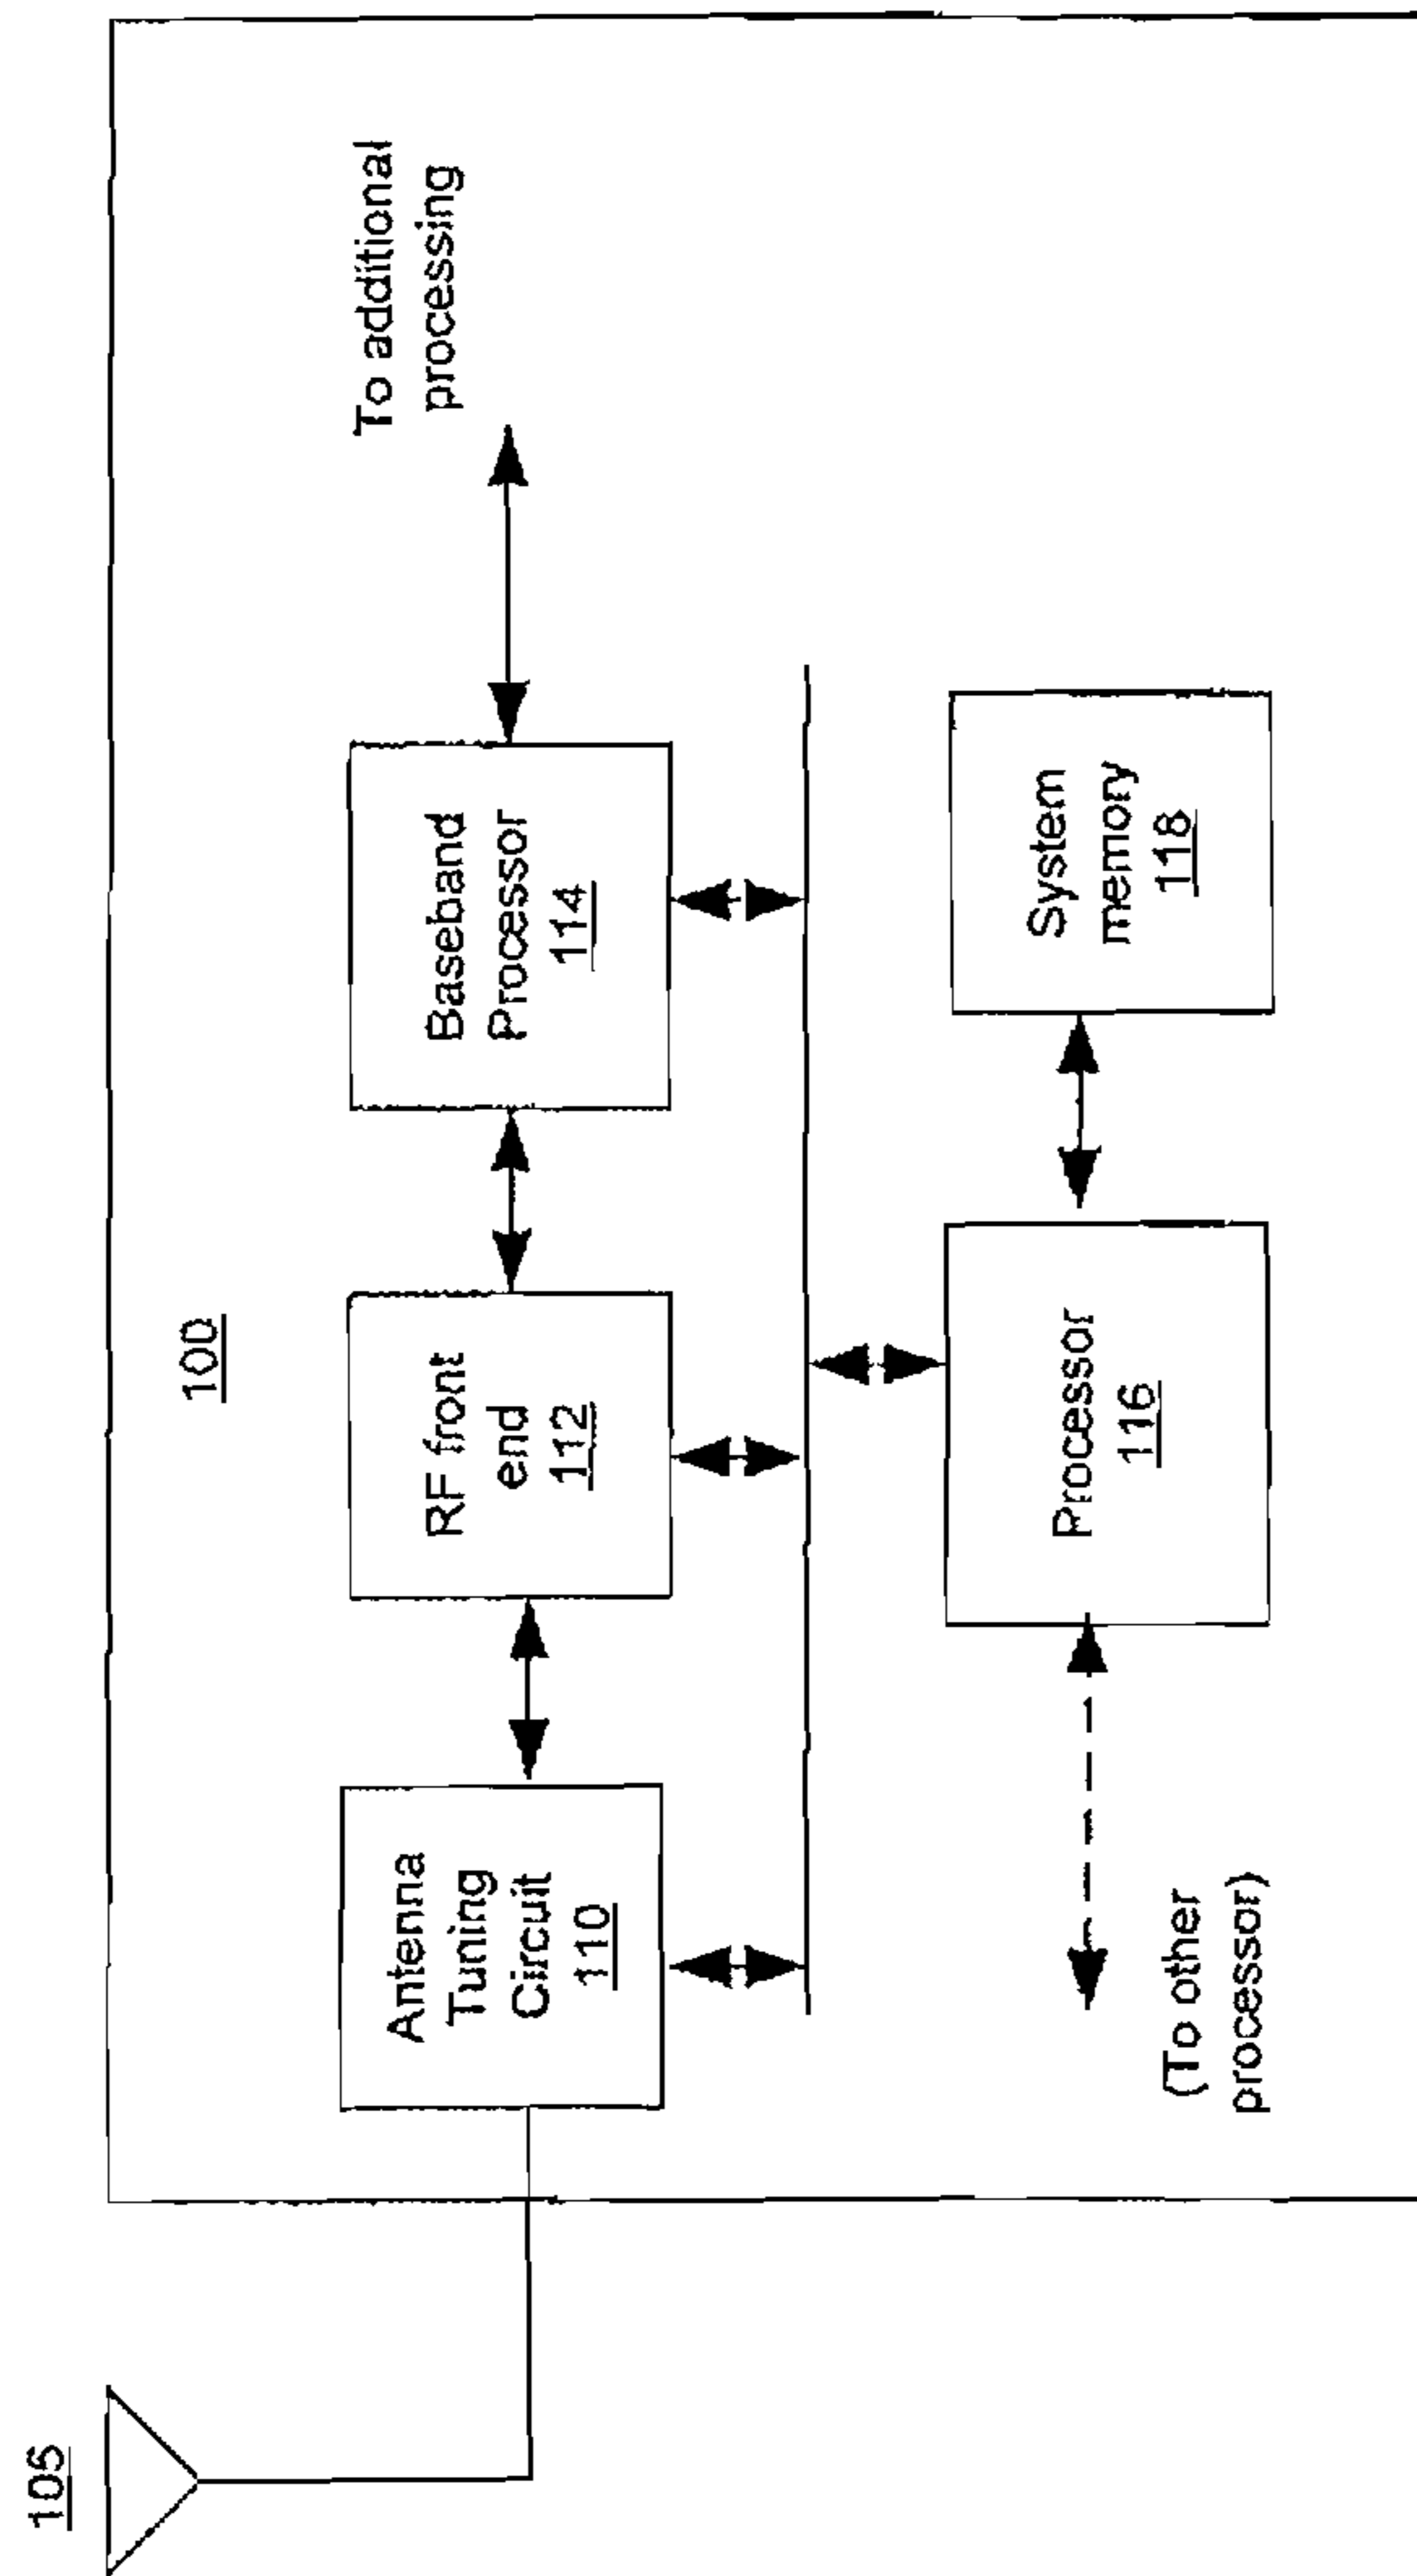 105
100
Antenna
Tuning
Circuit
110
RF front
end
112
Baseband
Processor
114
To additional
processing
(To other
processor)
Processor
116
System
memory
118